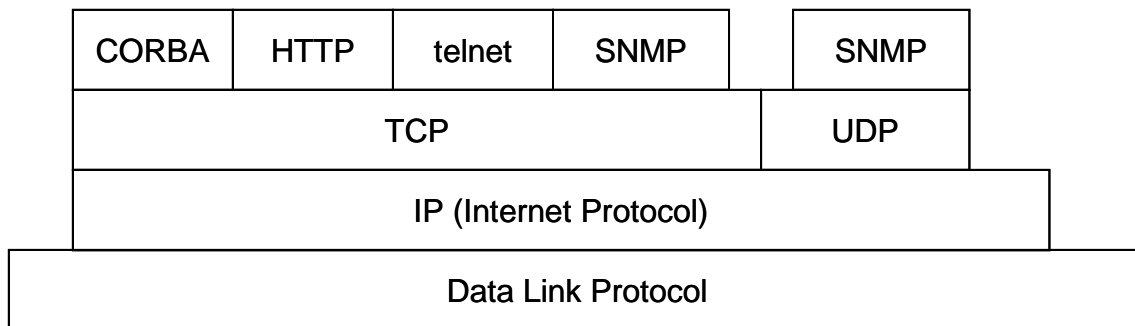 CORBA HTTP telnet SNMP SNMP
TCP UDP
IP (Internet Protocol)
Data Link Protocol